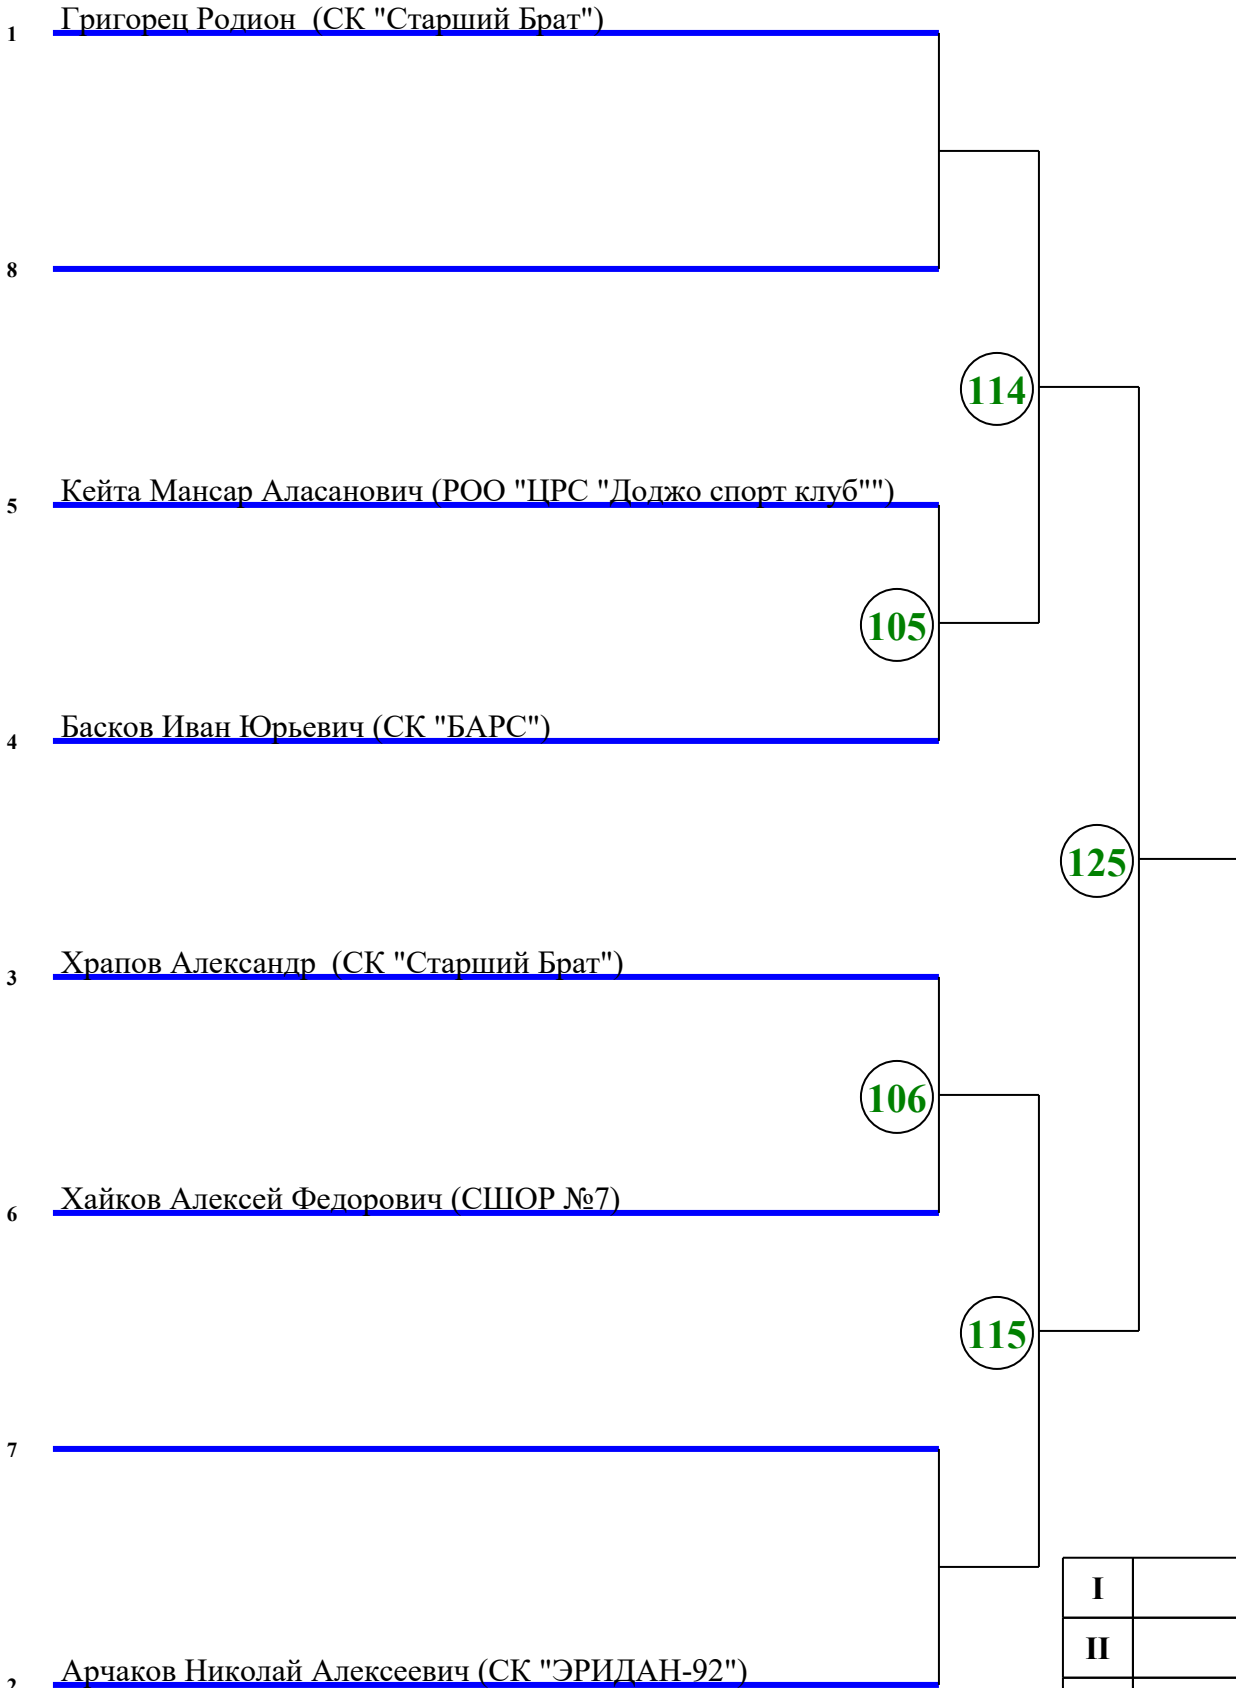 1 Григорец Родион (СК "Старший Брат")
8
114
5 Кейта Мансар Аласанович (РОО "ЦРС "Доджо спорт клуб"")
105
4 Басков Иван Юрьевич (СК "БАРС")
125
3 Храпов Александр (СК "Старший Брат")
106
6 Хайков Алексей Федорович (СШОР №7)
115
7
I
II
2 Арчаков Николай Алексеевич (СК "ЭРИДАН-92")